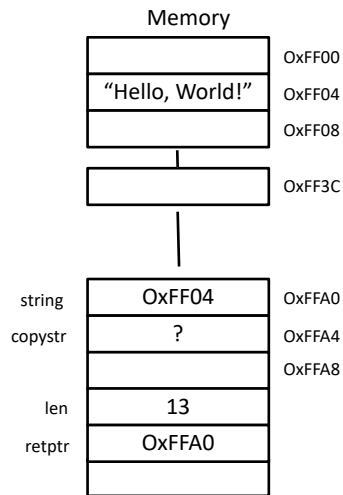 Memory
OxFF00
“Hello, World!” OxFF04
OxFF08
OxFF3C
string OxFF04 OxFFA0
copystr ? OxFFA4
OxFFA8
len 13
retptr OxFFA0